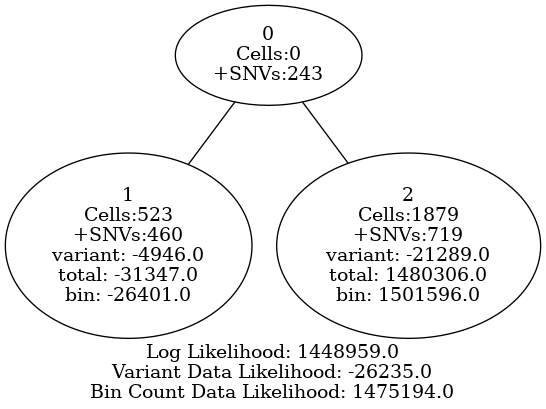 0
Cells:0
+SNVs:243
1
Cells:523
+SNVs:460
variant: -4946.0
total: -31347.0
bin: -26401.0
2
Cells:1879
+SNVs:719
variant: -21289.0
total: 1480306.0
bin: 1501596.0
Log Likelihood: 1448959.0
Variant Data Likelihood: -26235.0
Bin Count Data Likelihood: 1475194.0